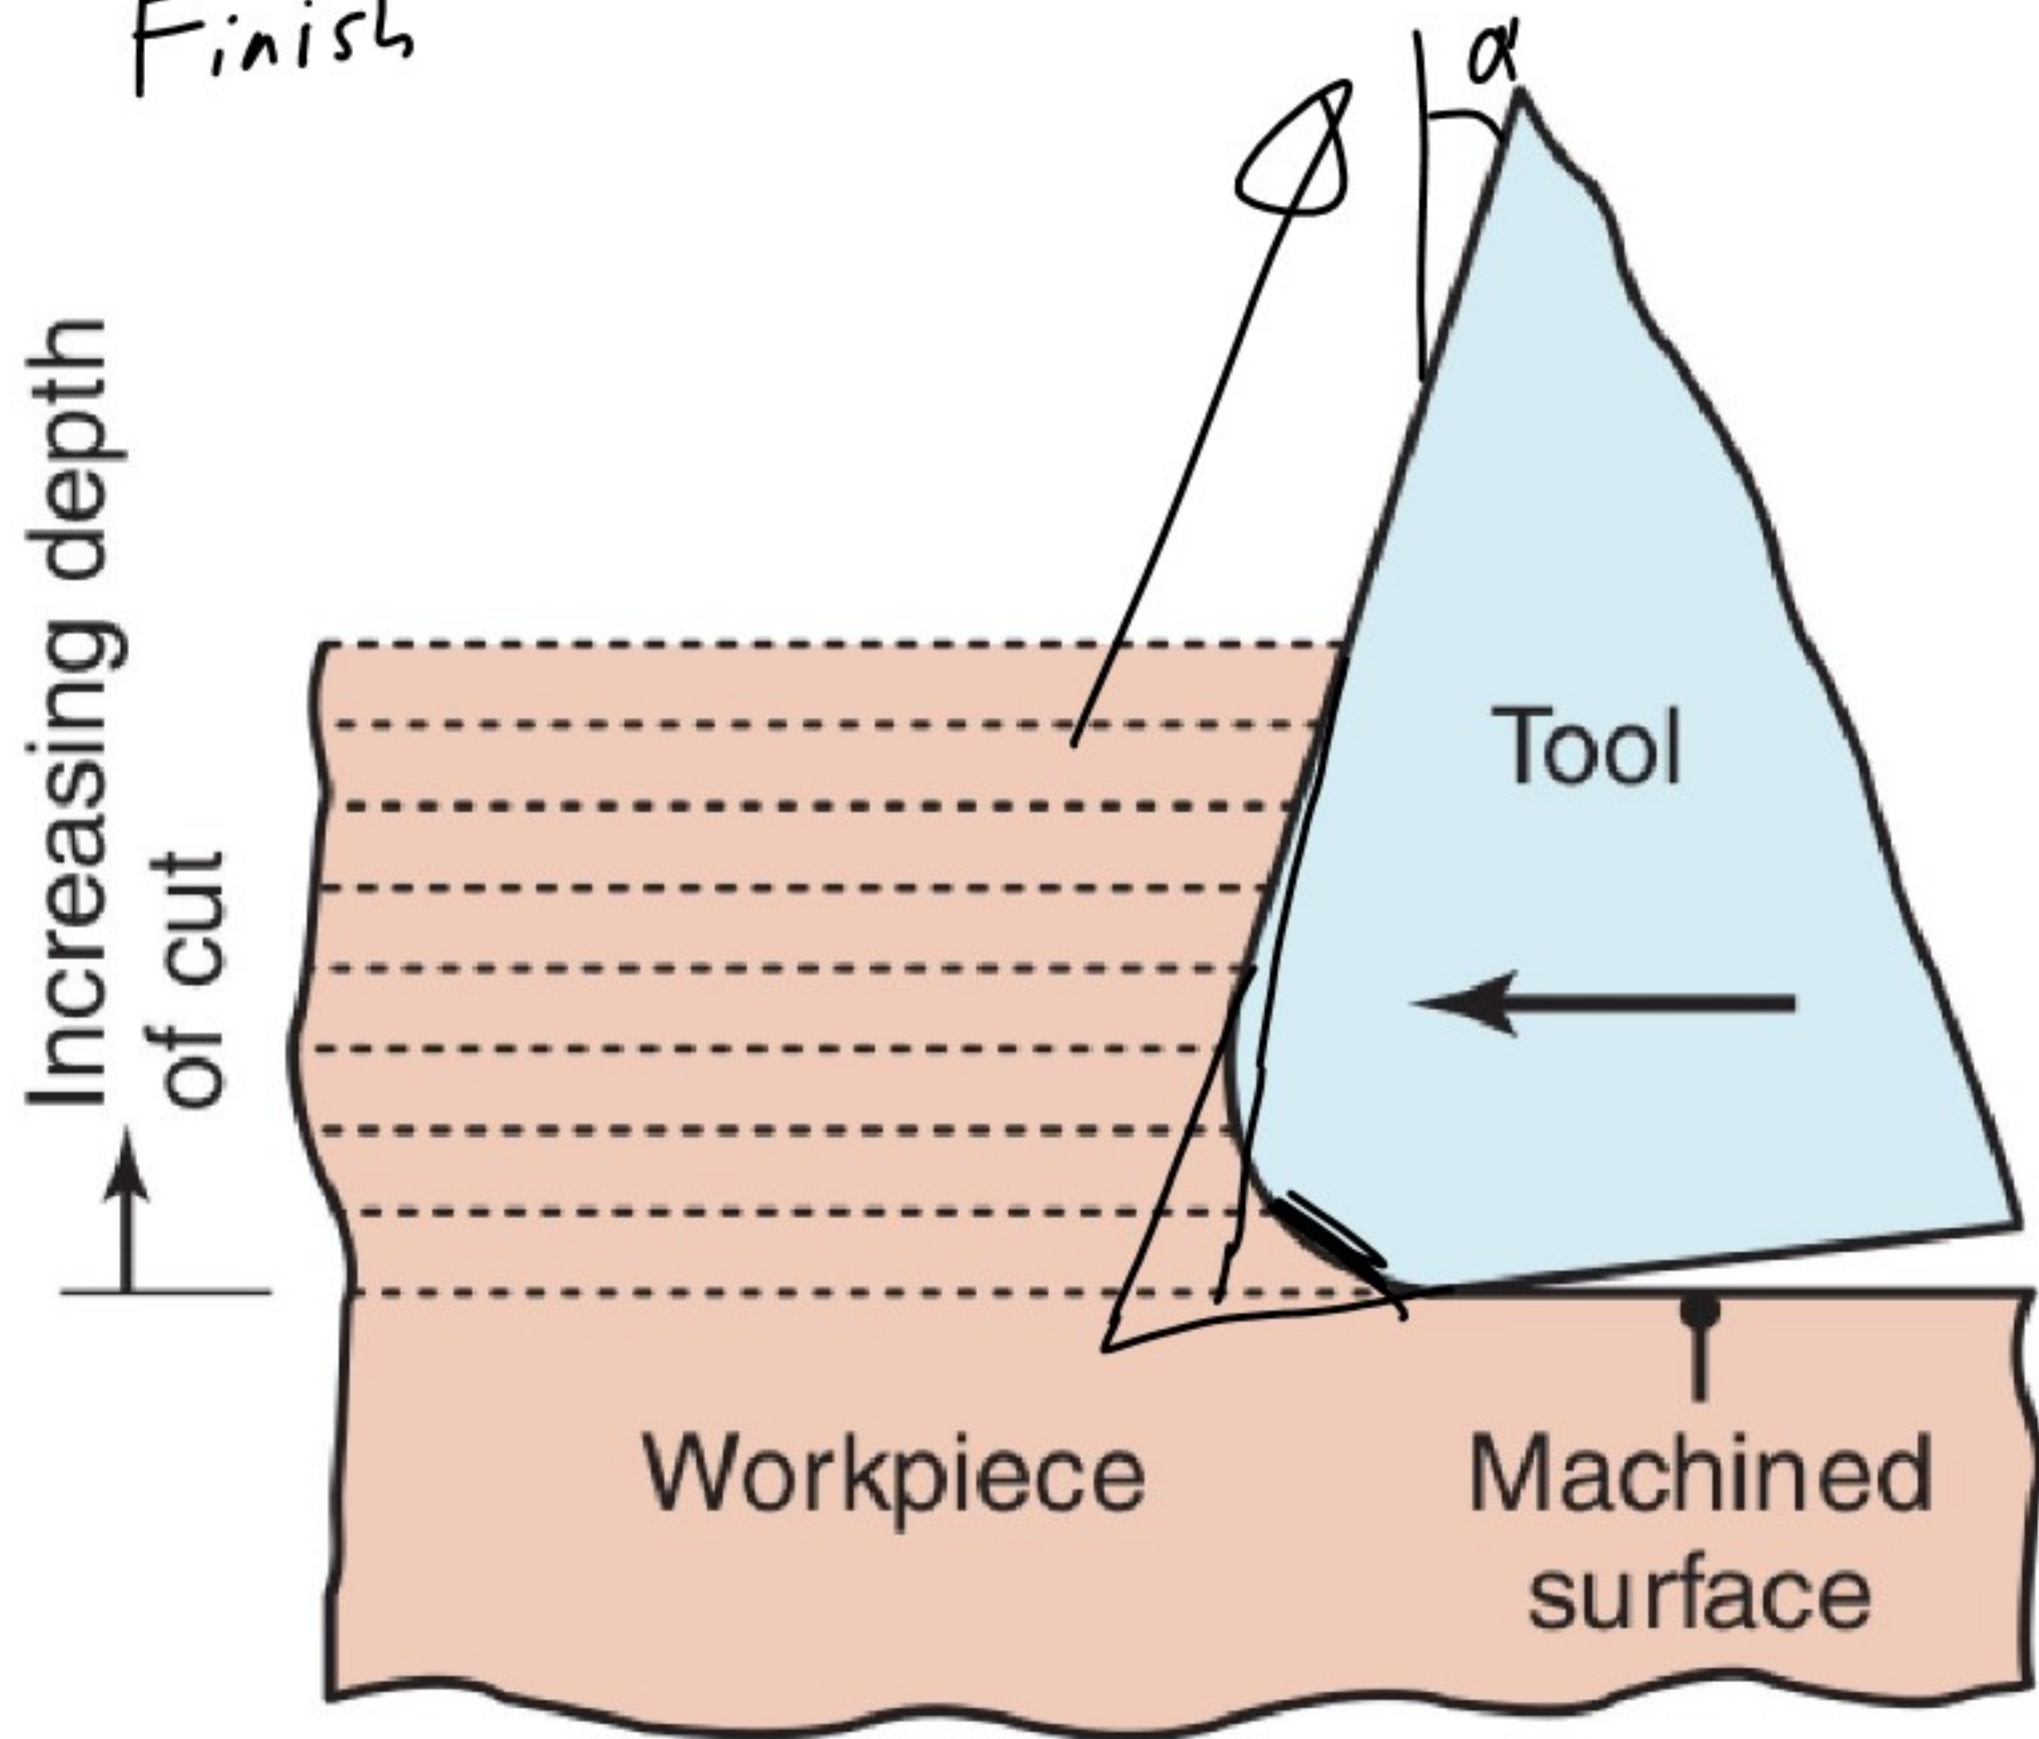 Finish
α
Increasing depth
of cut
Tool
Workpiece
Machined
surface